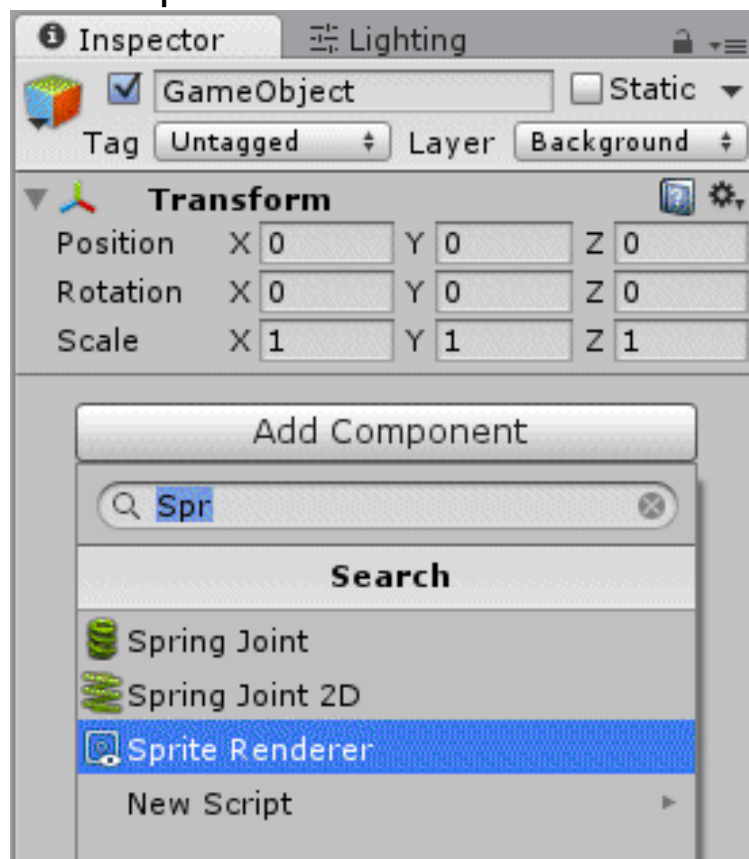 Inspector Lighting
GameObject Static
Tag Untagged Layer Background
Transform
Position X 0 Y 0 Z 0
Rotation X 0 Y 0 Z 0
Scale X 1 Y 1 Z 1
Add Component
Spr
Search
Spring Joint
Spring Joint 2D
Sprite Renderer
New Script